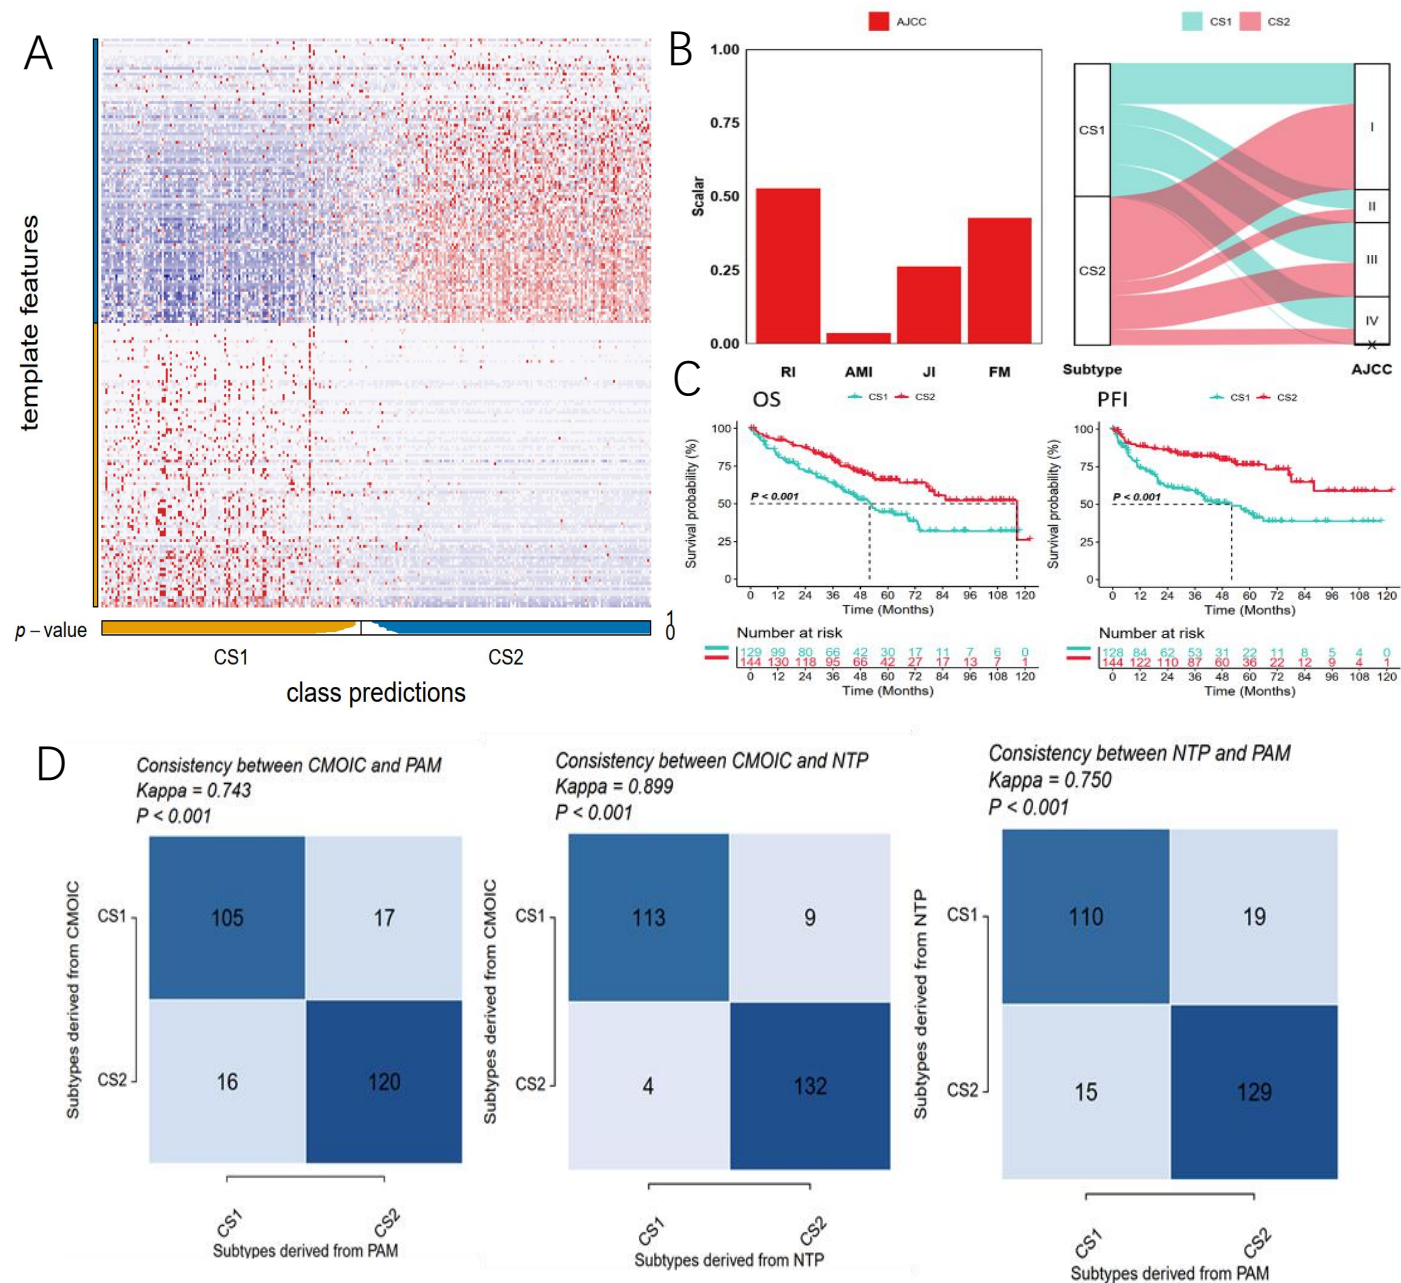 A
template features
p – value
1
0
CS1
CS2
class predictions
B
AJCC
1.00
0.75
0.50
0.25
0.00
Scalar
RI AMI JI FM
CS1 CS2
CS1
CS2
I
II
III
IV
X
Subtype AJCC
C
OS
CS1 CS2
100
75
50
25
0
Survival probability (%)
P < 0.001
0 12 24 36 48 60 72 84 96 108 120
Time (Months)
Number at risk
129 99 80 66 42 30 17 11 7 6 0
144 130 118 95 66 42 27 17 13 7 1
0 12 24 36 48 60 72 84 96 108 120
Time (Months)
PFI
CS1 CS2
100
75
50
25
0
Survival probability (%)
P < 0.001
0 12 24 36 48 60 72 84 96 108 120
Time (Months)
Number at risk
128 84 62 53 31 22 11 8 5 4 0
144 122 110 87 60 36 22 12 9 4 1
0 12 24 36 48 60 72 84 96 108 120
Time (Months)
D
Consistency between CMOIC and PAM
Kappa = 0.743
P < 0.001
Subtypes derived from CMOIC
CS1
105 17
CS2
16 120
CS1 CS2
Subtypes derived from PAM
Consistency between CMOIC and NTP
Kappa = 0.899
P < 0.001
Subtypes derived from CMOIC
CS1
113 9
CS2
4 132
CS1 CS2
Subtypes derived from NTP
Consistency between NTP and PAM
Kappa = 0.750
P < 0.001
Subtypes derived from NTP
CS1
110 19
CS2
15 129
CS1 CS2
Subtypes derived from PAM